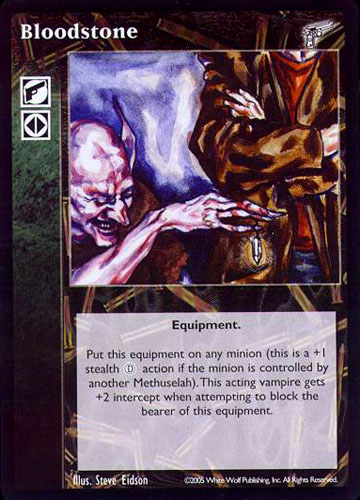 Bloodstone
Equipment.
Put this equipment on any minion (this is a +1
stealth Ⓓ action if the minion is controlled by
another Methuselah). This acting vampire gets
+2 intercept when attempting to block the
bearer of this equipment.
Illus. Steve Eidson
©2005 White Wolf Publishing, Inc. All Rights Reserved.